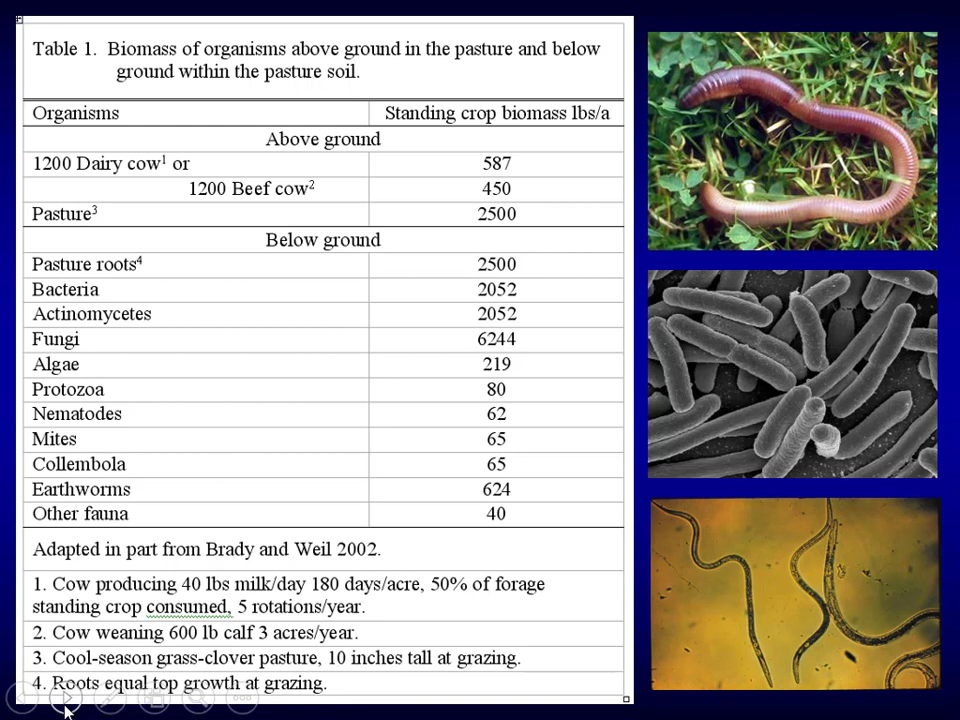 Table 1. Biomass of organisms above ground in the pasture and below
ground within the pasture soil.
Organisms Standing crop biomass lbs/a
Above ground
1200 Dairy cow¹ or 587
1200 Beef cow² 450
Pasture³ 2500
Below ground
Pasture roots⁴ 2500
Bacteria 2052
Actinomycetes 2052
Fungi 6244
Algae 219
Protozoa 80
Nematodes 62
Mites 65
Collembola 65
Earthworms 624
Other fauna 40
Adapted in part from Brady and Weil 2002.
1. Cow producing 40 lbs milk/day 180 days/acre, 50% of forage
standing crop consumed, 5 rotations/year.
2. Cow weaning 600 lb calf 3 acres/year.
3. Cool-season grass-clover pasture, 10 inches tall at grazing.
4. Roots equal top growth at grazing.